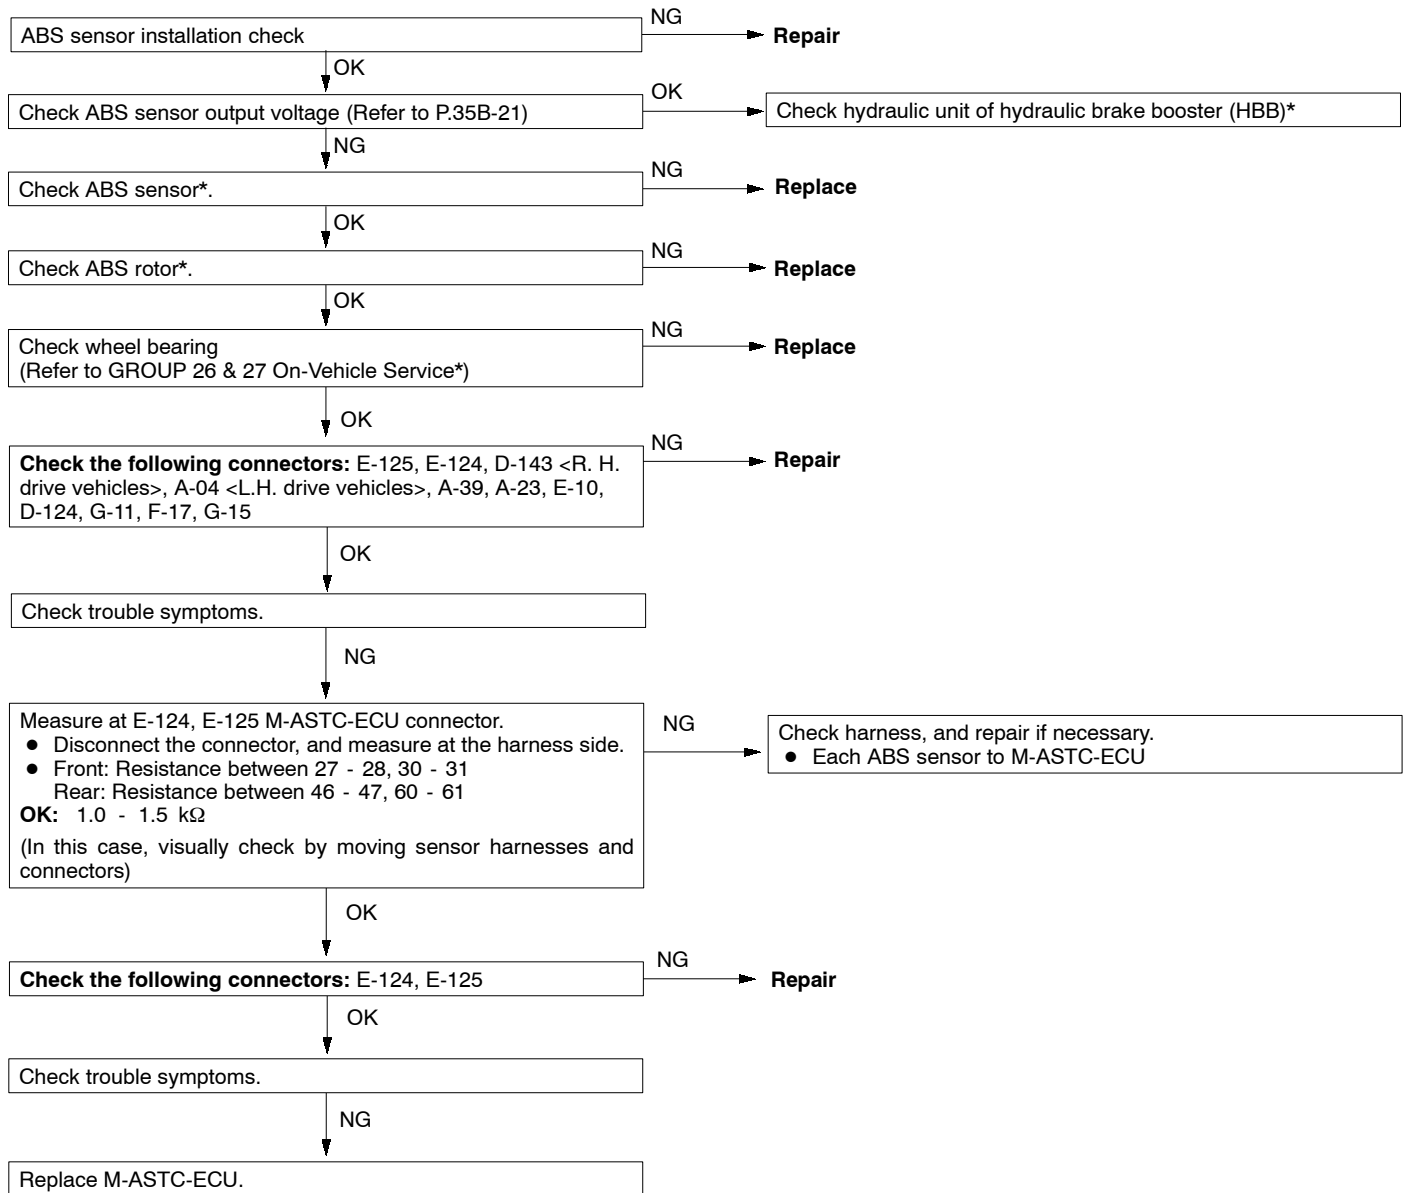 ABS sensor installation check
NG
Repair
OK
Check ABS sensor output voltage (Refer to P.35B-21)
OK
Check hydraulic unit of hydraulic brake booster (HBB)*
NG
Check ABS sensor*.
NG
Replace
OK
Check ABS rotor*.
NG
Replace
OK
Check wheel bearing
(Refer to GROUP 26 & 27 On-Vehicle Service*)
NG
Replace
OK
Check the following connectors: E-125, E-124, D-143 <R. H.
drive vehicles>, A-04 <L.H. drive vehicles>, A-39, A-23, E-10,
D-124, G-11, F-17, G-15
NG
Repair
OK
Check trouble symptoms.
NG
Measure at E-124, E-125 M-ASTC-ECU connector.
● Disconnect the connector, and measure at the harness side.
● Front: Resistance between 27 - 28, 30 - 31
Rear: Resistance between 46 - 47, 60 - 61
OK: 1.0 - 1.5 kΩ
(In this case, visually check by moving sensor harnesses and
connectors)
NG
Check harness, and repair if necessary.
● Each ABS sensor to M-ASTC-ECU
OK
Check the following connectors: E-124, E-125
NG
Repair
OK
Check trouble symptoms.
NG
Replace M-ASTC-ECU.